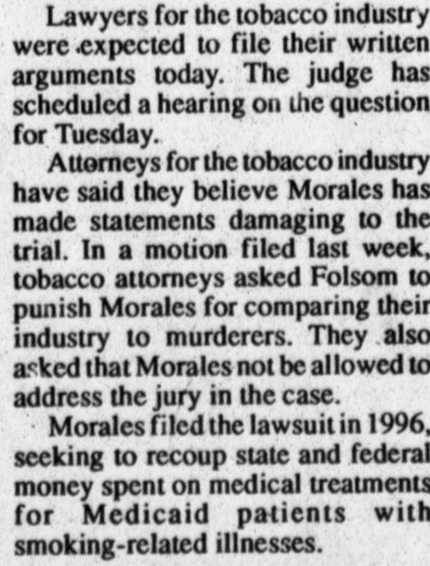 Lawyers for the tobacco industry
were expected to file their written
arguments today. The judge has
scheduled a hearing on the question
for Tuesday.
Attorneys for the tobacco industry
have said they believe Morales has
made statements damaging to the
trial. In a motion filed last week,
tobacco attorneys asked Folsom to
punish Morales for comparing their
industry to murderers. They also
asked that Morales not be allowed to
address the jury in the case.
Morales filed the lawsuit in 1996,
seeking to recoup state and federal
money spent on medical treatments
for Medicaid patients with
smoking-related illnesses.